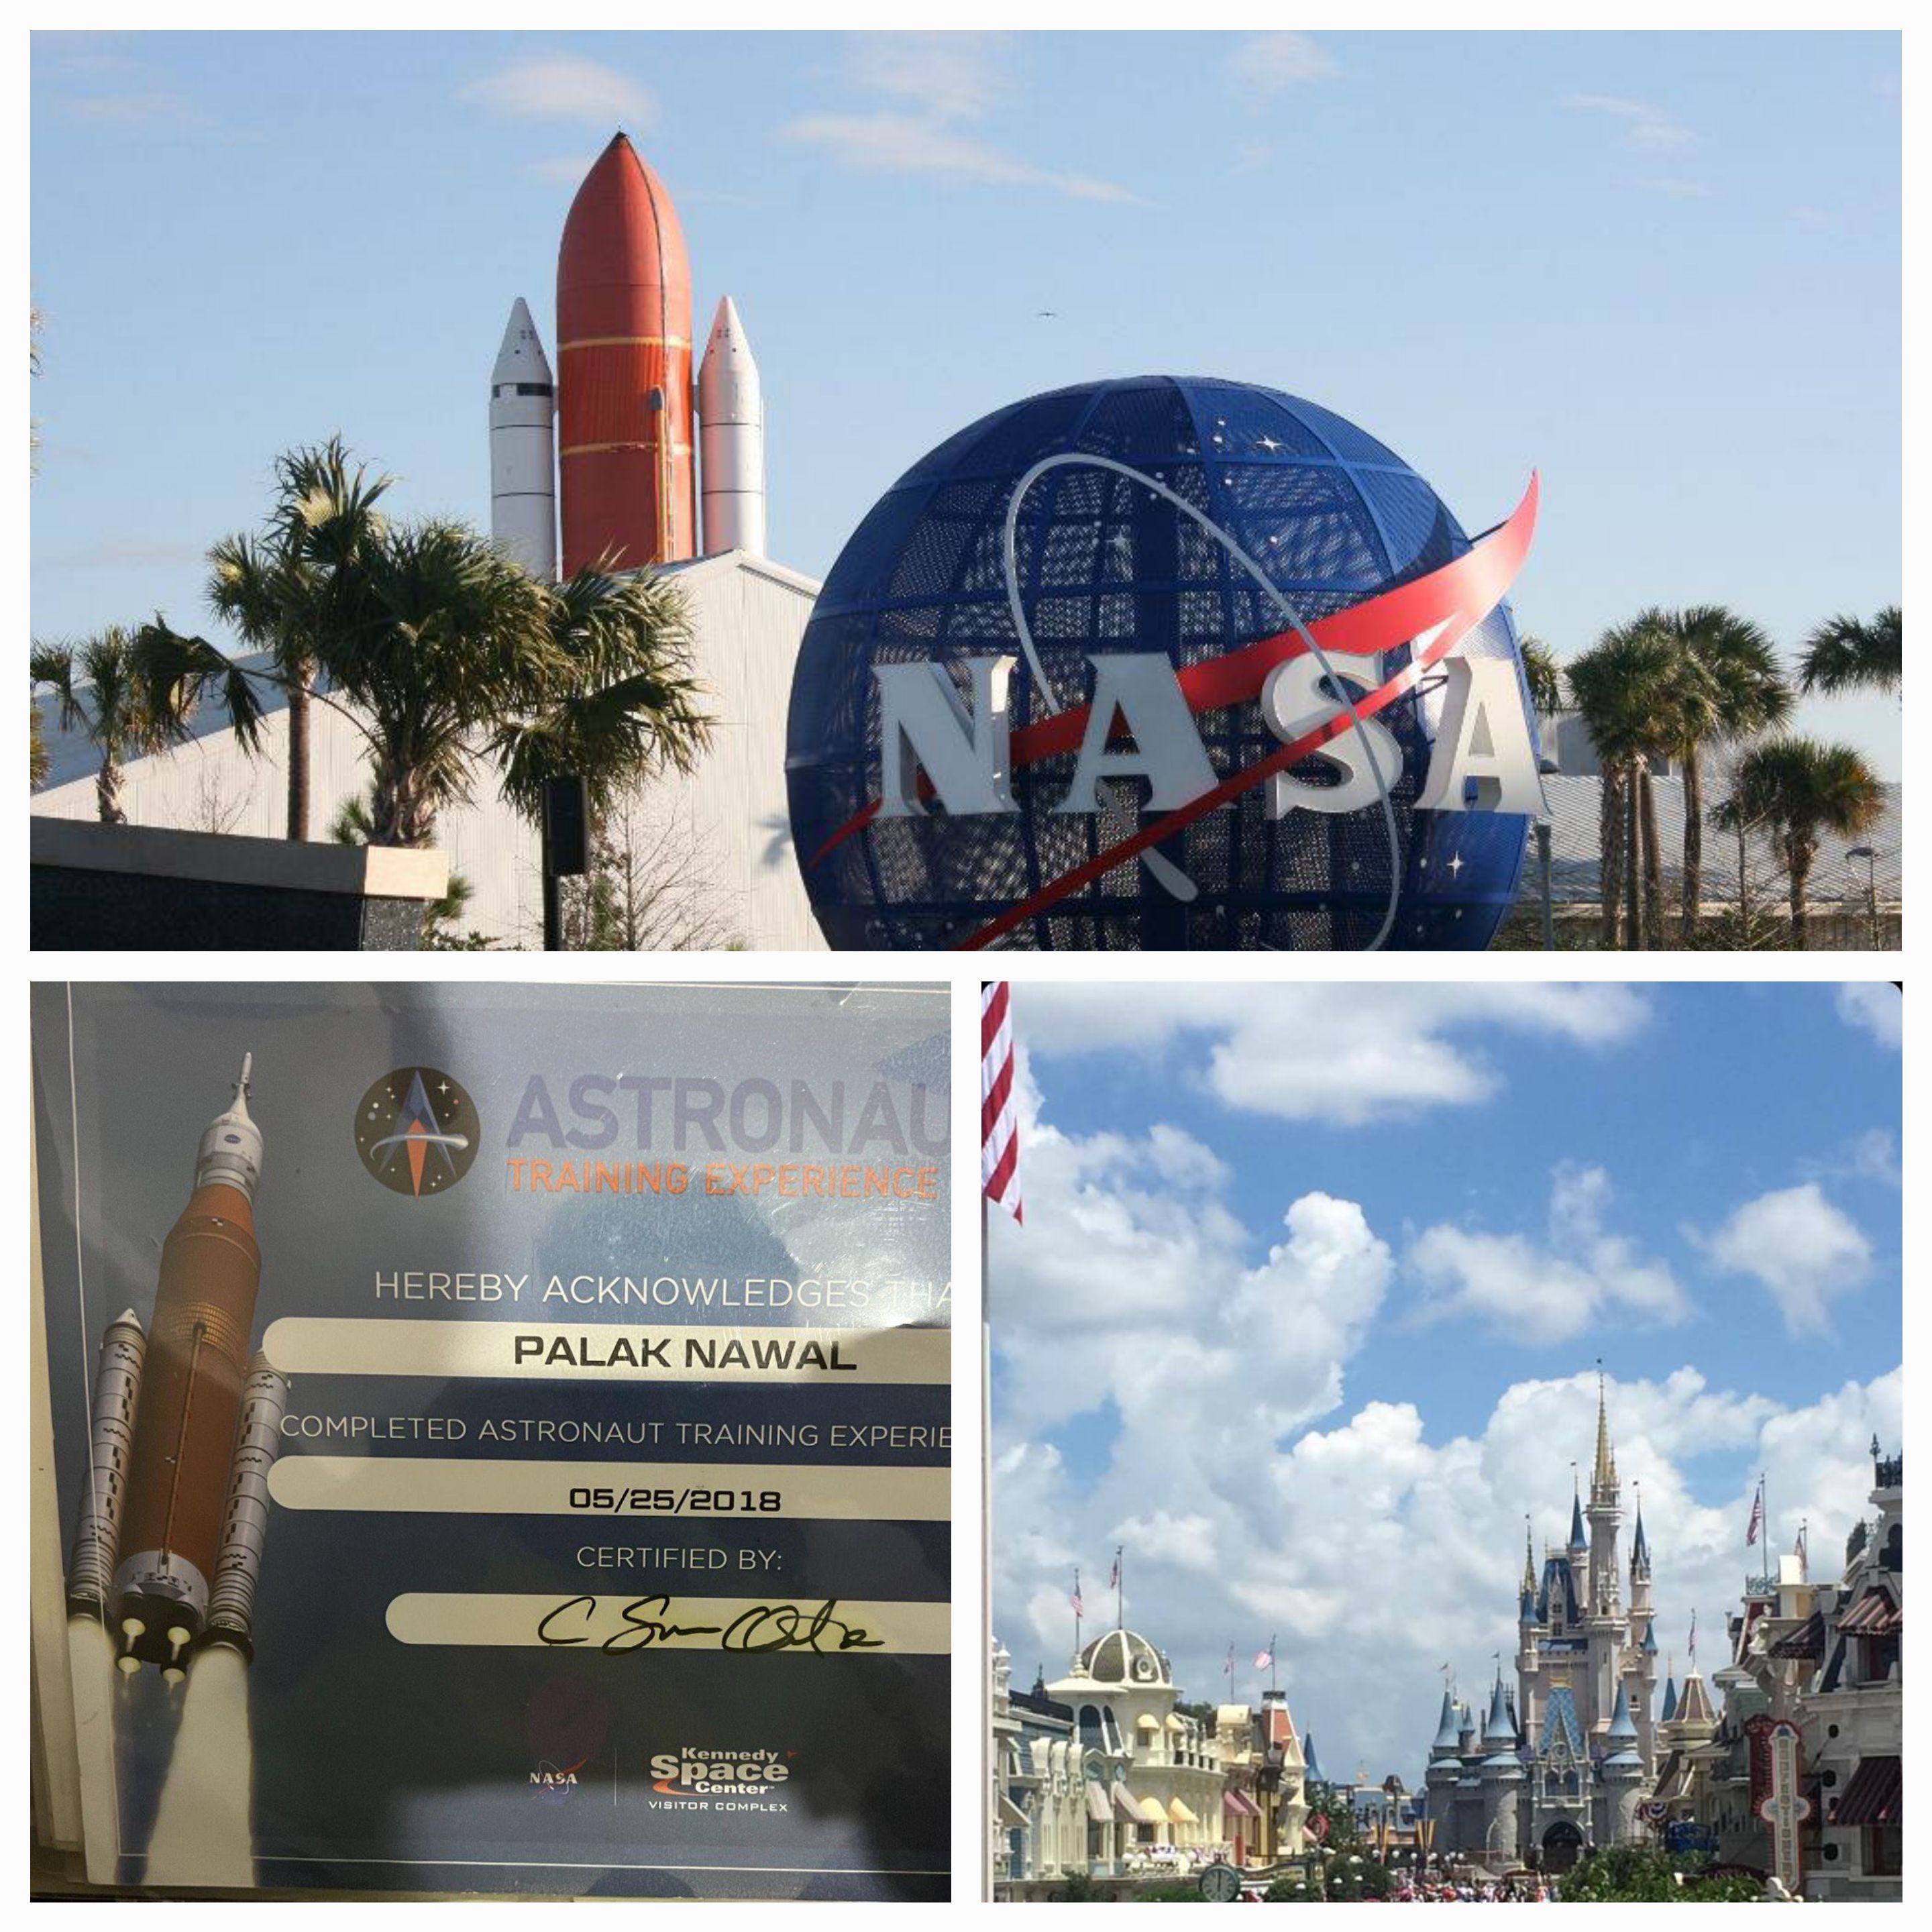 NASA
ASTRONAU
TRAINING EXPERIENCE
HEREBY ACKNOWLEDGES THA
PALAK NAWAL
COMPLETED ASTRONAUT TRAINING EXPERIE
05/25/2018
CERTIFIED BY:
NASA
Kennedy
Space
Center
VISITOR COMPLEX